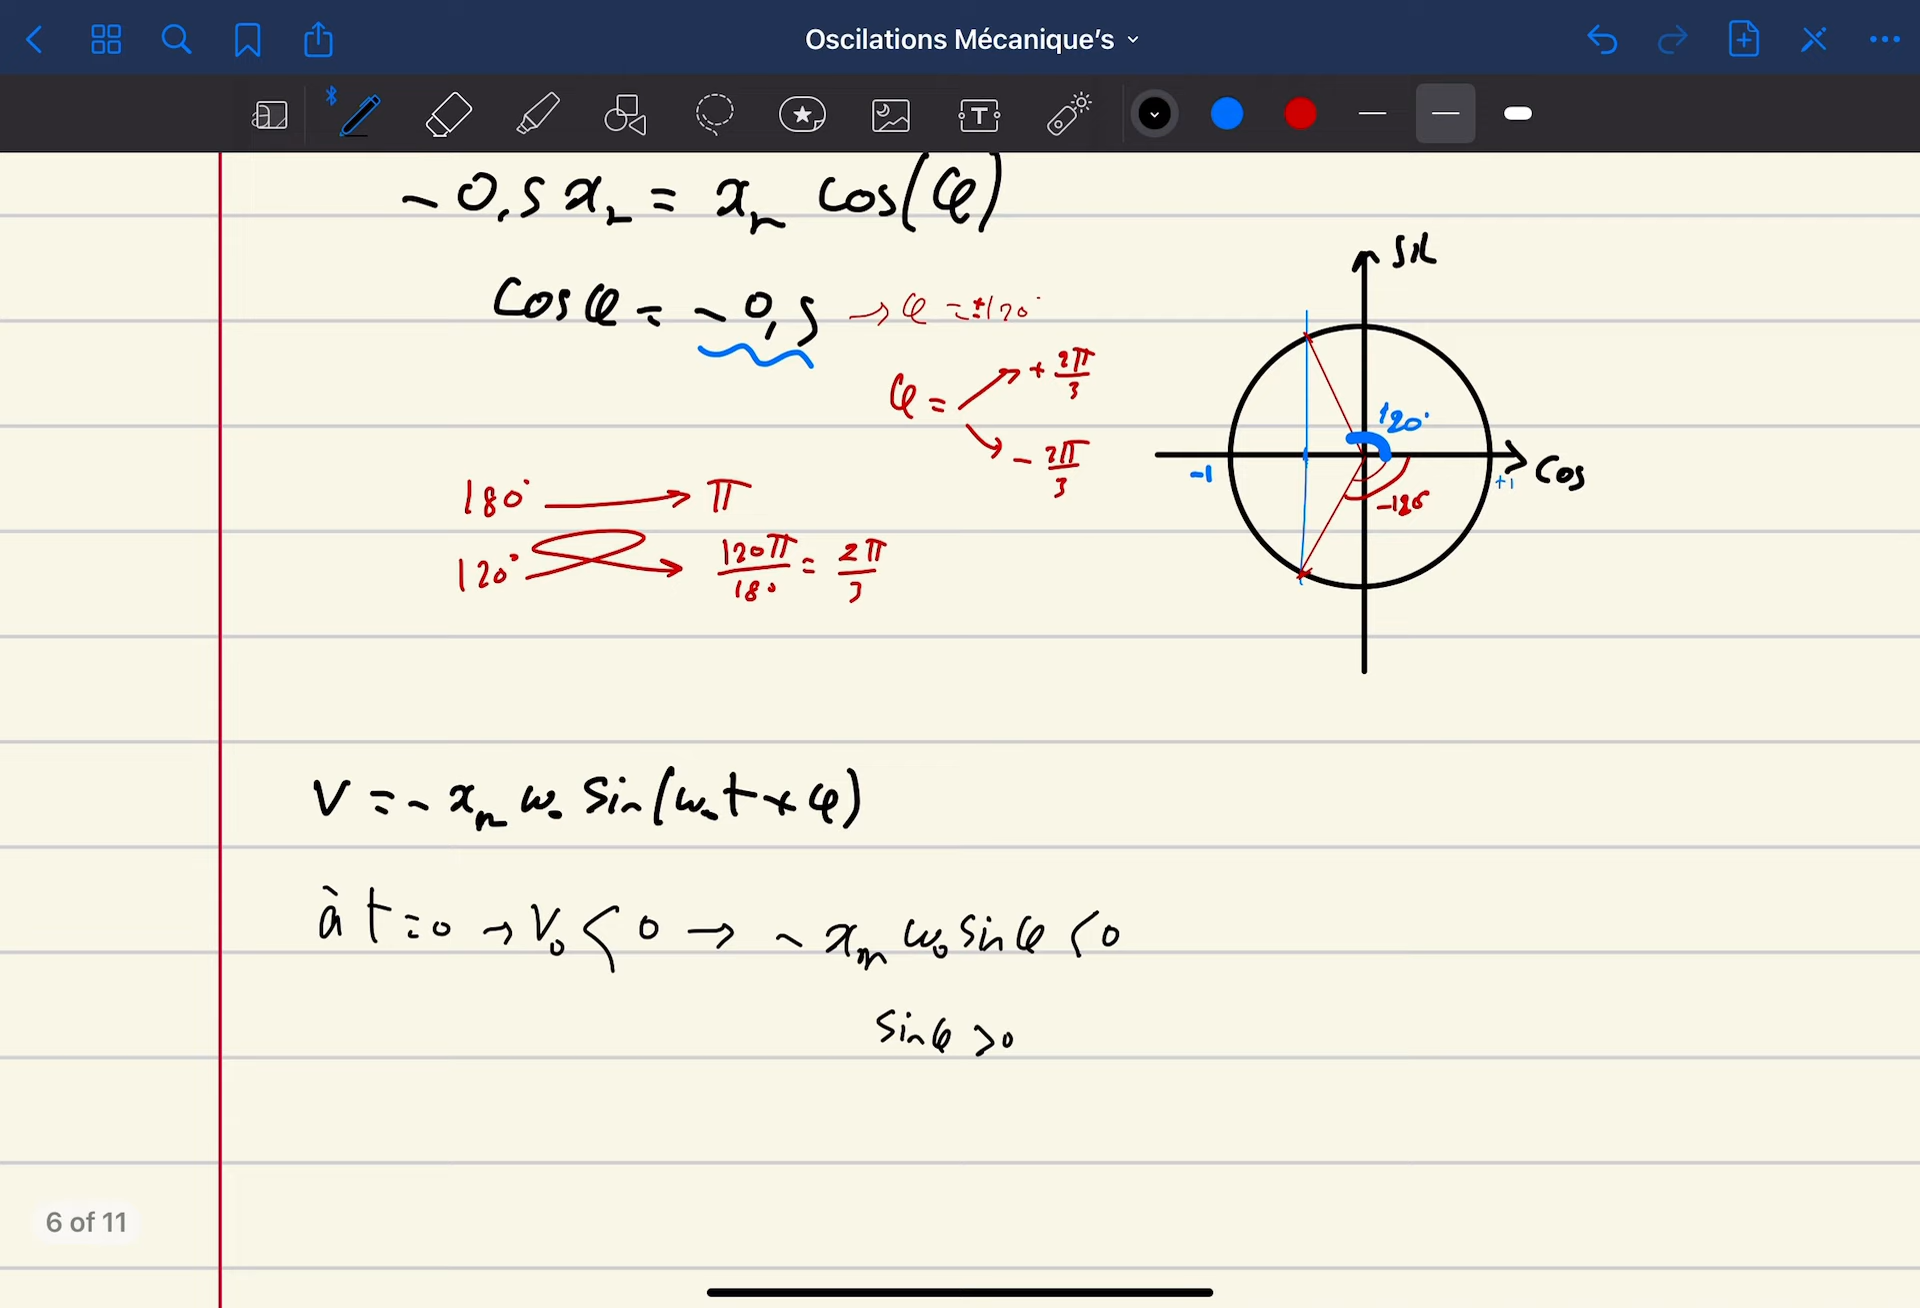 Oscilations Mécanique's
- 0,5 xm = xm cos(φ)
cos φ = - 0,5 → φ = ±120°
φ = + 2π/3
- 2π/3
180° → π
120° → 120π/180 = 2π/3
sin
120°
-1
+1
cos
-120°
V = - xm ω₀ sin(ω₀t + φ)
à t = 0 → V₀ < 0 → - xm ω₀ sin φ < 0
sin φ > 0
6 of 11